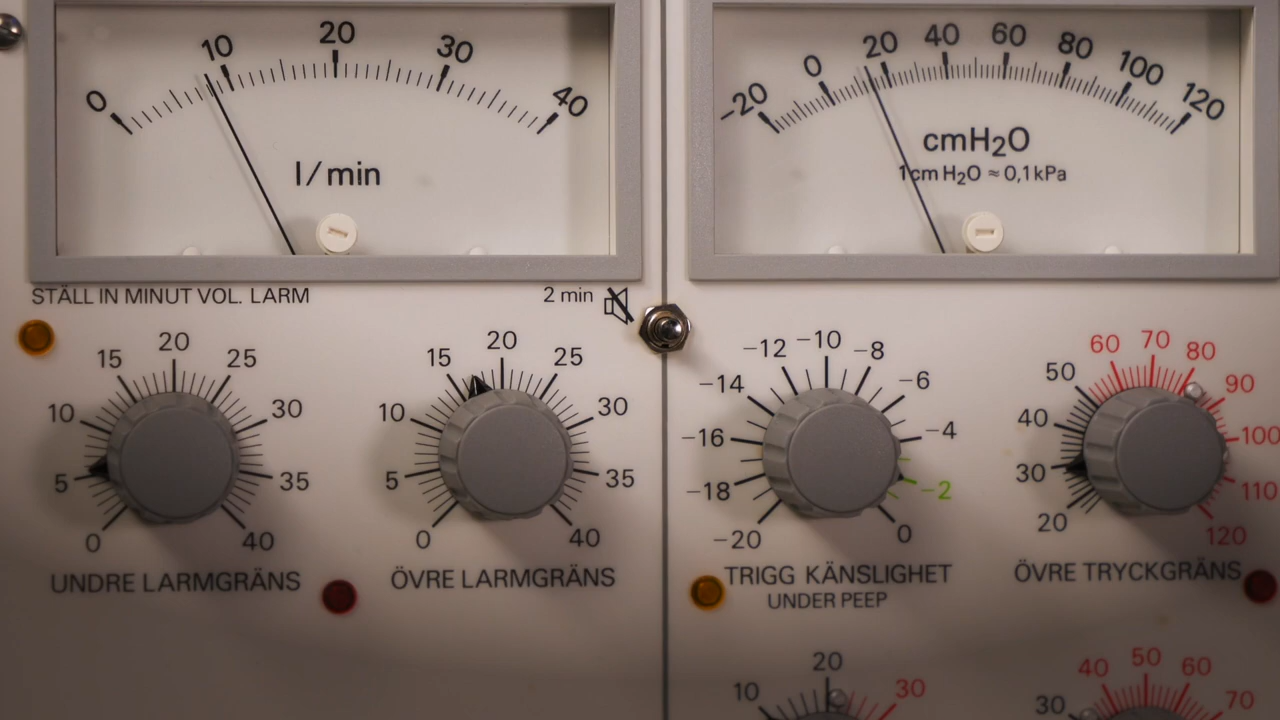 0 10 20 30 40
l/min
-20 0 20 40 60 80 100 120
cmH₂O
1cm H₂O ≈ 0,1kPa
STÄLL IN MINUT VOL. LARM
2 min
0 5 10 15 20 25 30 35 40
UNDRE LARMGRÄNS
0 5 10 15 20 25 30 35 40
ÖVRE LARMGRÄNS
-20 -18 -16 -14 -12 -10 -8 -6 -4 -2 0
TRIGG KÄNSLIGHET
UNDER PEEP
20 30 40 50 60 70 80 90 100 110 120
ÖVRE TRYCKGRÄNS
10 20 30
30 40 50 60 70